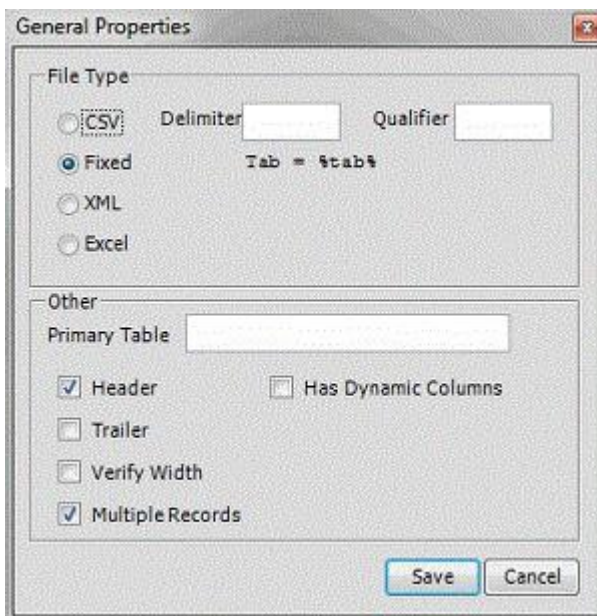 General Properties
File Type
CSV Delimiter Qualifier
Fixed Tab = %tab%
XML
Excel
Other
Primary Table
Header Has Dynamic Columns
Trailer
Verify Width
Multiple Records
Save Cancel